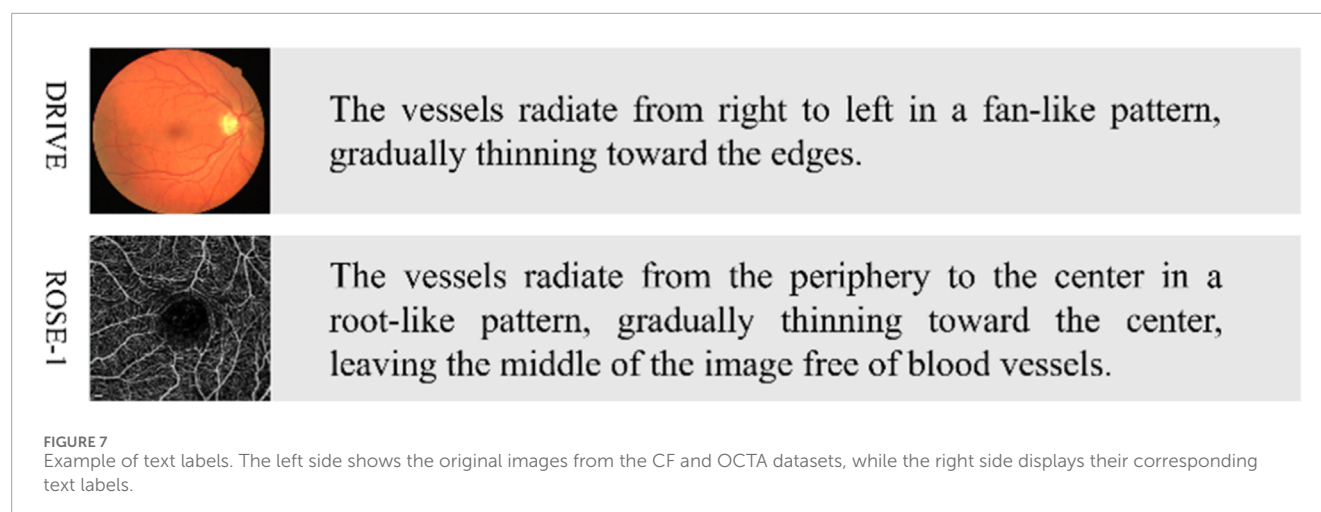 DRIVE
The vessels radiate from right to left in a fan-like pattern,
gradually thinning toward the edges.
ROSE-1
The vessels radiate from the periphery to the center in a
root-like pattern, gradually thinning toward the center,
leaving the middle of the image free of blood vessels.
FIGURE 7
Example of text labels. The left side shows the original images from the CF and OCTA datasets, while the right side displays their corresponding
text labels.